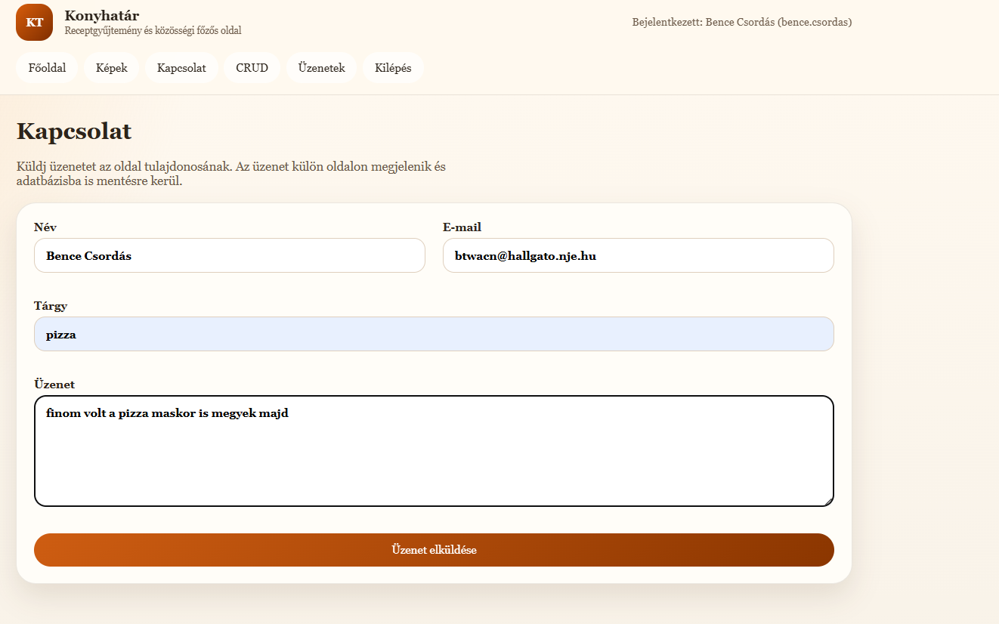 KT
Konyhatár
Receptgyűjtemény és közösségi főzős oldal
Bejelentkezett: Bence Csordás (bence.csordas)
Főoldal
Képek
Kapcsolat
CRUD
Üzenetek
Kilépés
Kapcsolat
Küldj üzenetet az oldal tulajdonosának. Az üzenet külön oldalon megjelenik és
adatbázisba is mentésre kerül.
Név
E-mail
Bence Csordás
btwacn@hallgato.nje.hu
Tárgy
pizza
Üzenet
finom volt a pizza maskor is megyek majd
Üzenet elküldése